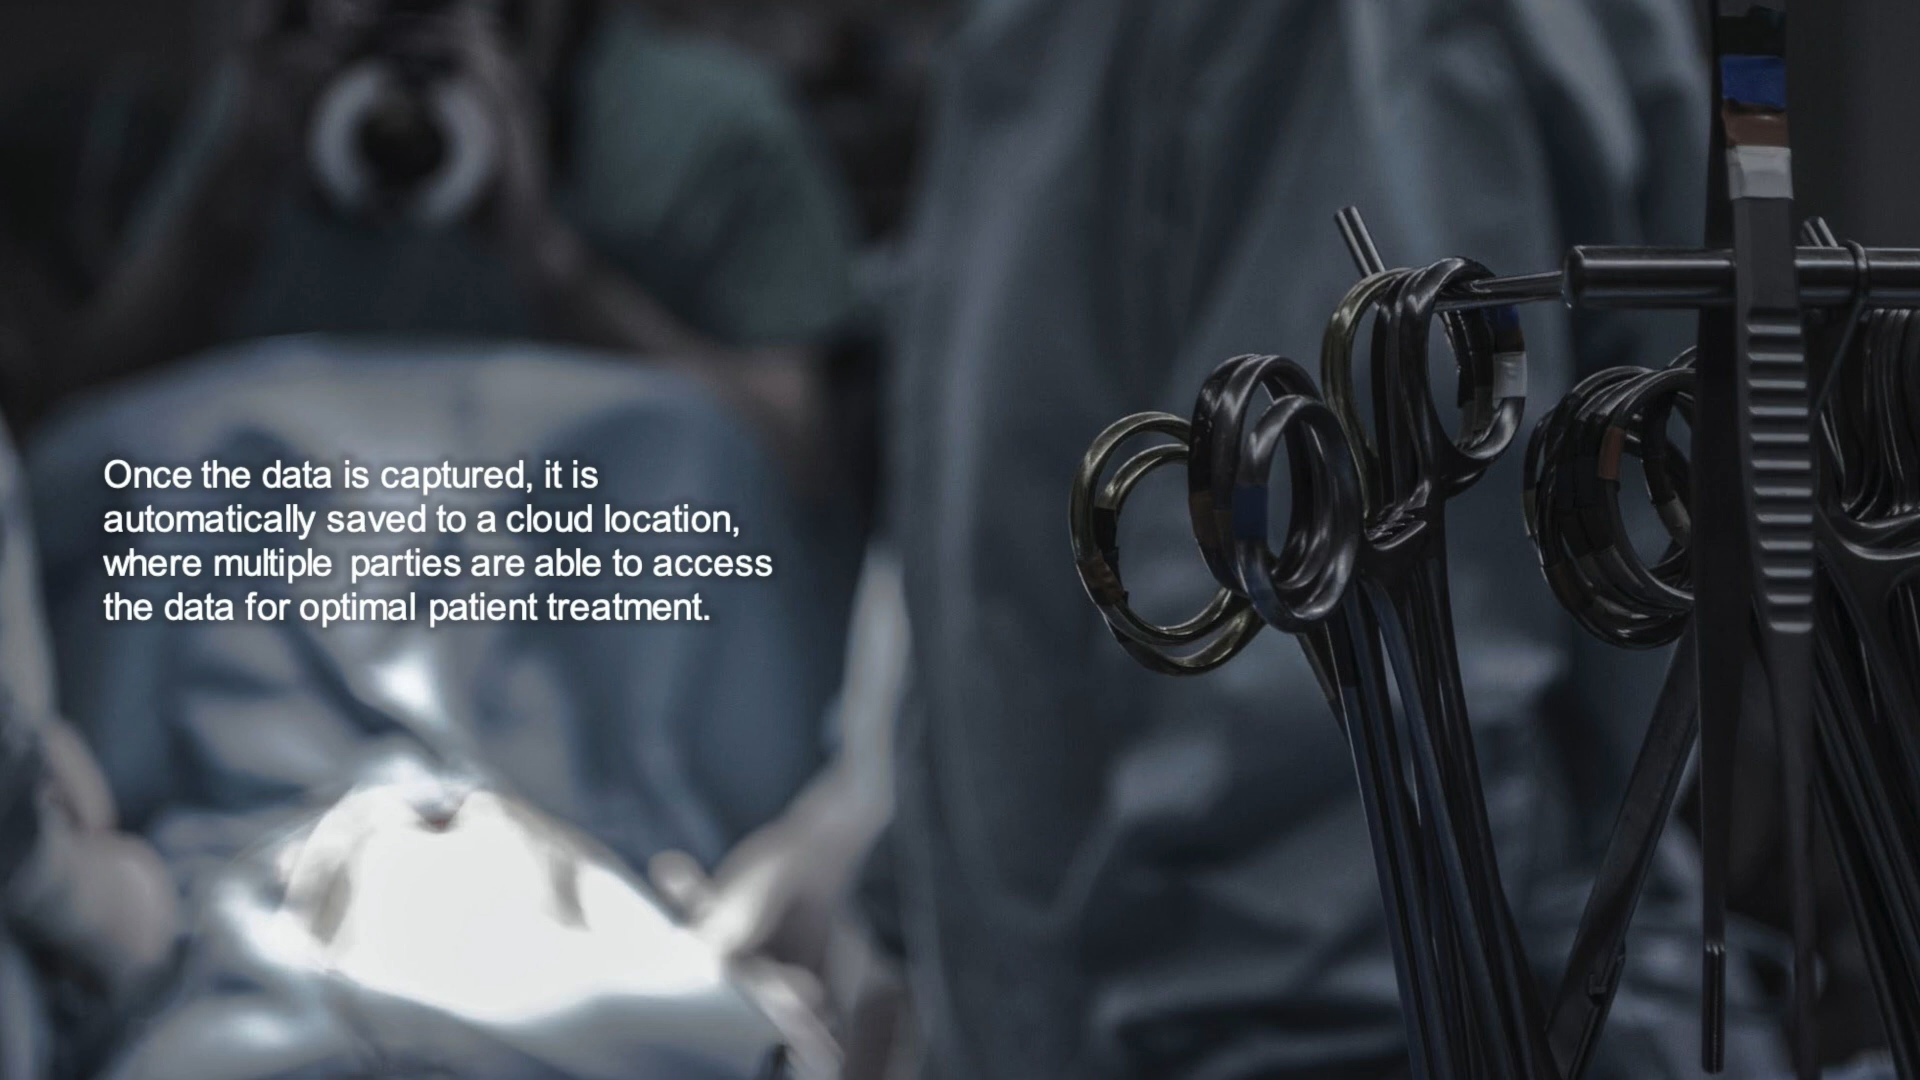 Once the data is captured, it is
automatically saved to a cloud location,
where multiple  parties are able to access
the data for optimal patient treatment.